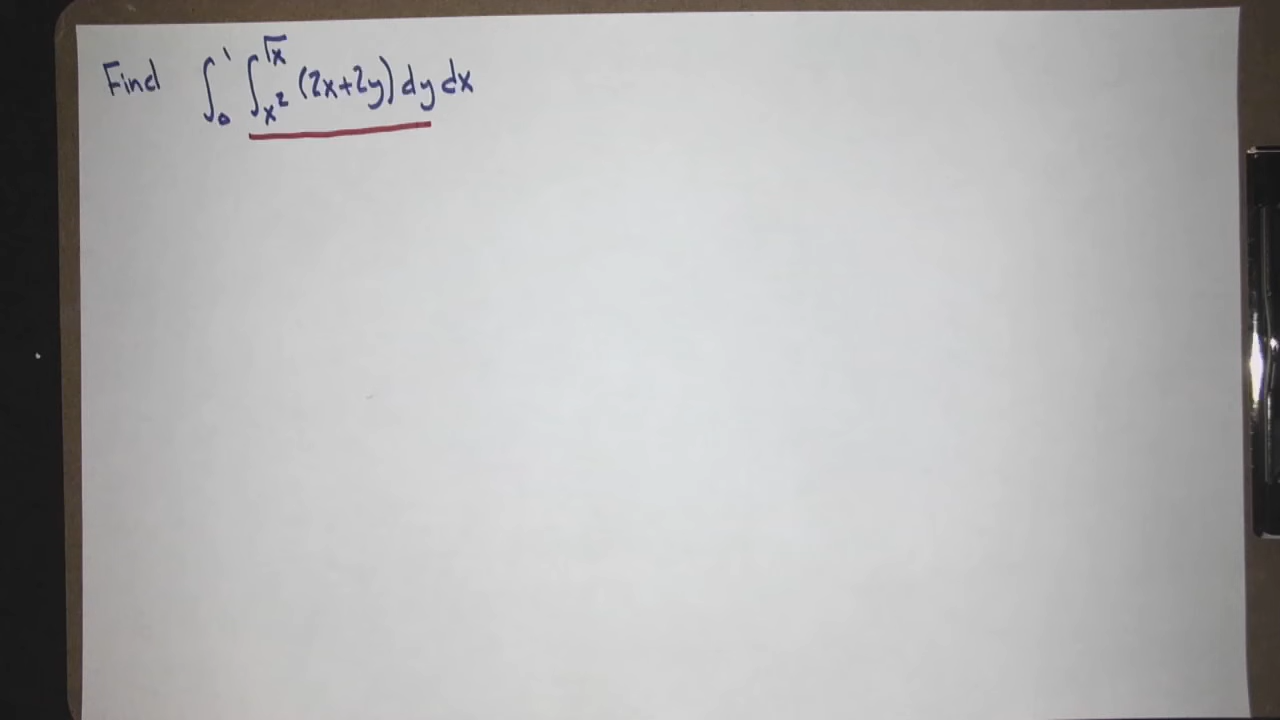 Find ∫₀¹ ∫ₓ²^√x (2x+2y) dy dx